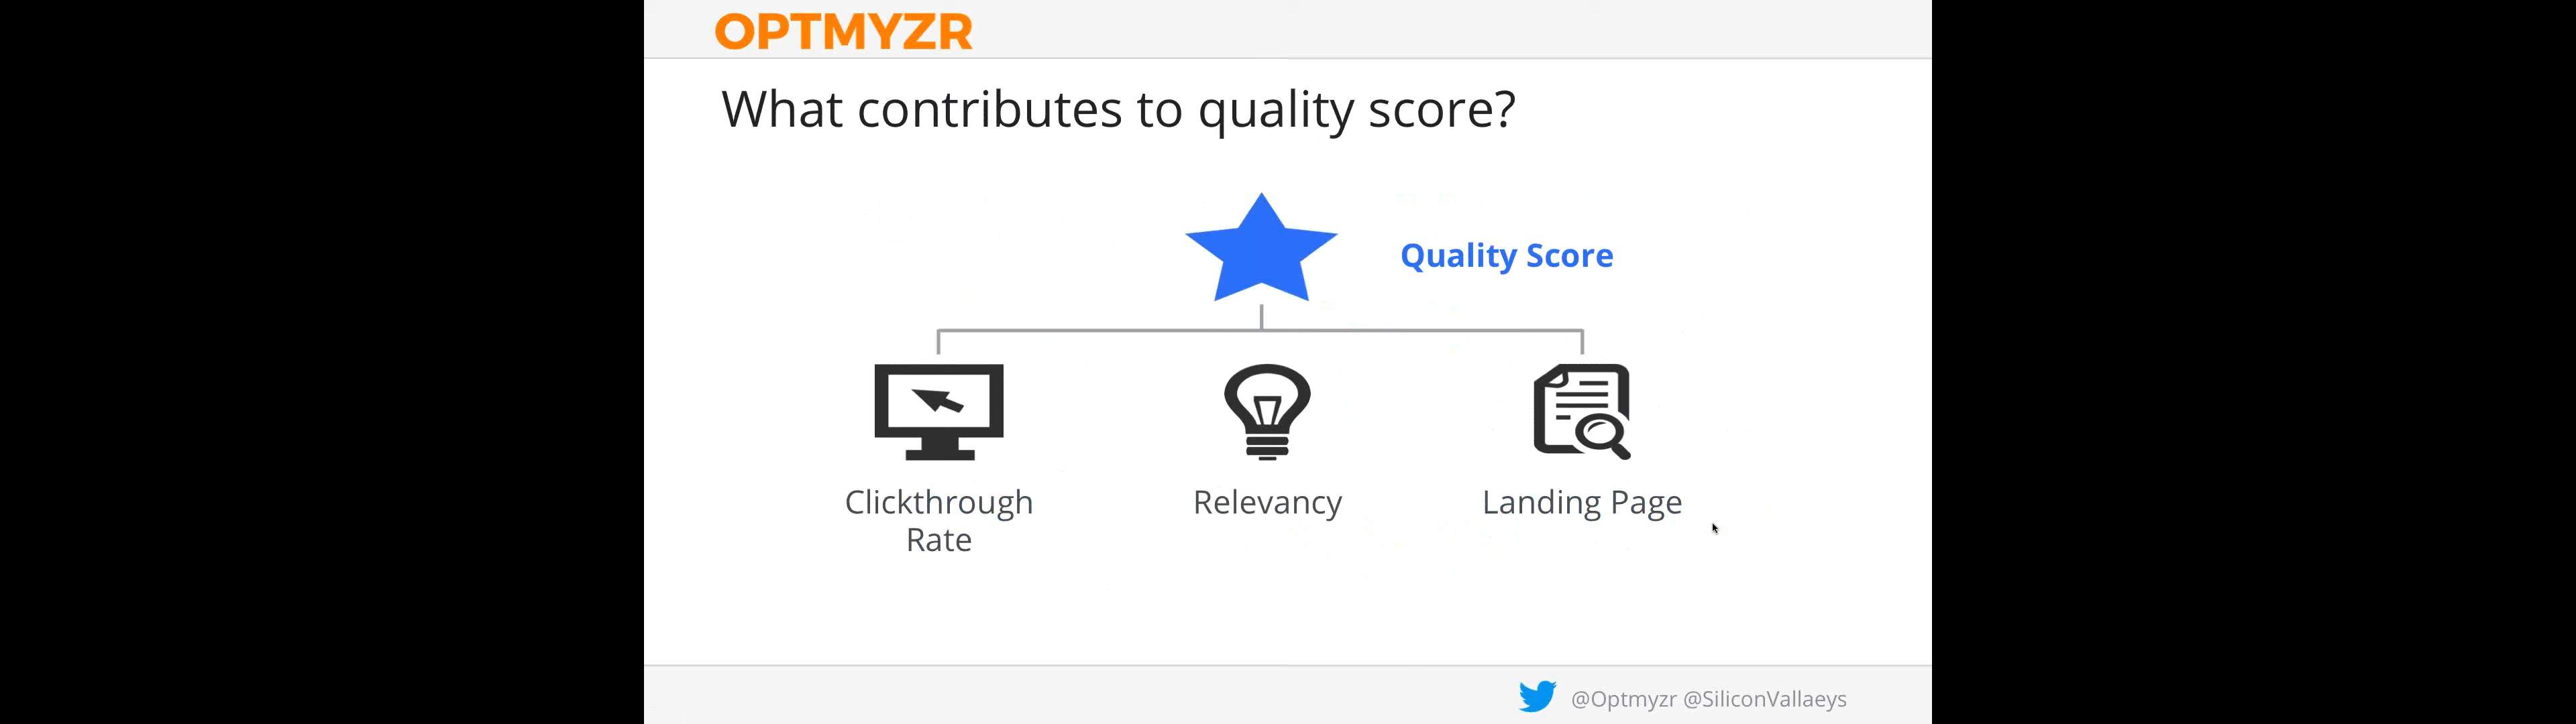 OPTMYZR
What contributes to quality score?
Quality Score
Clickthrough
Rate
Relevancy
Landing Page
@Optmyzr @SiliconVallaeys